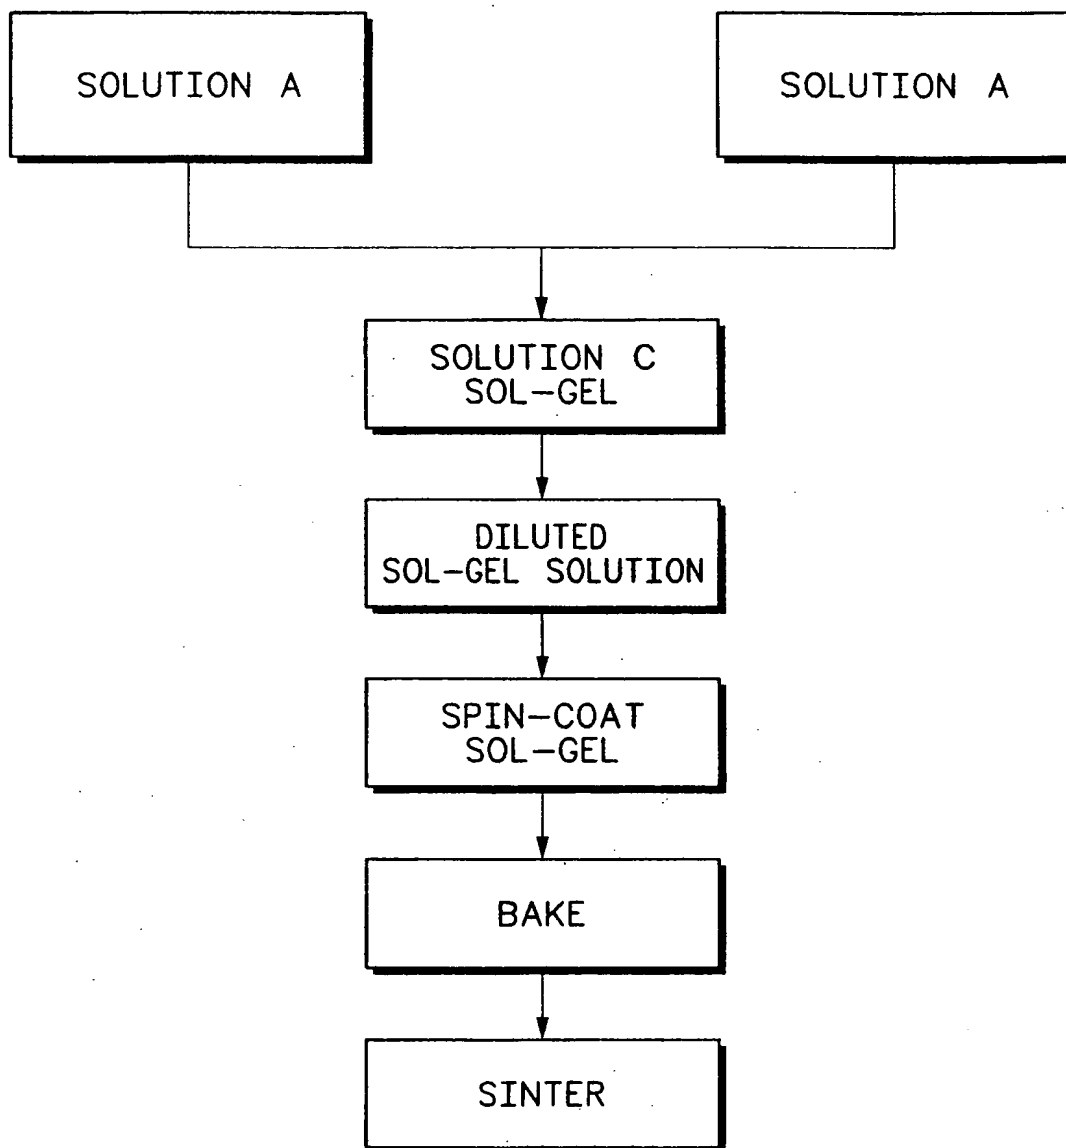 SOLUTION A
SOLUTION A
SOLUTION C
SOL-GEL
DILUTED
SOL-GEL SOLUTION
SPIN-COAT
SOL-GEL
BAKE
SINTER